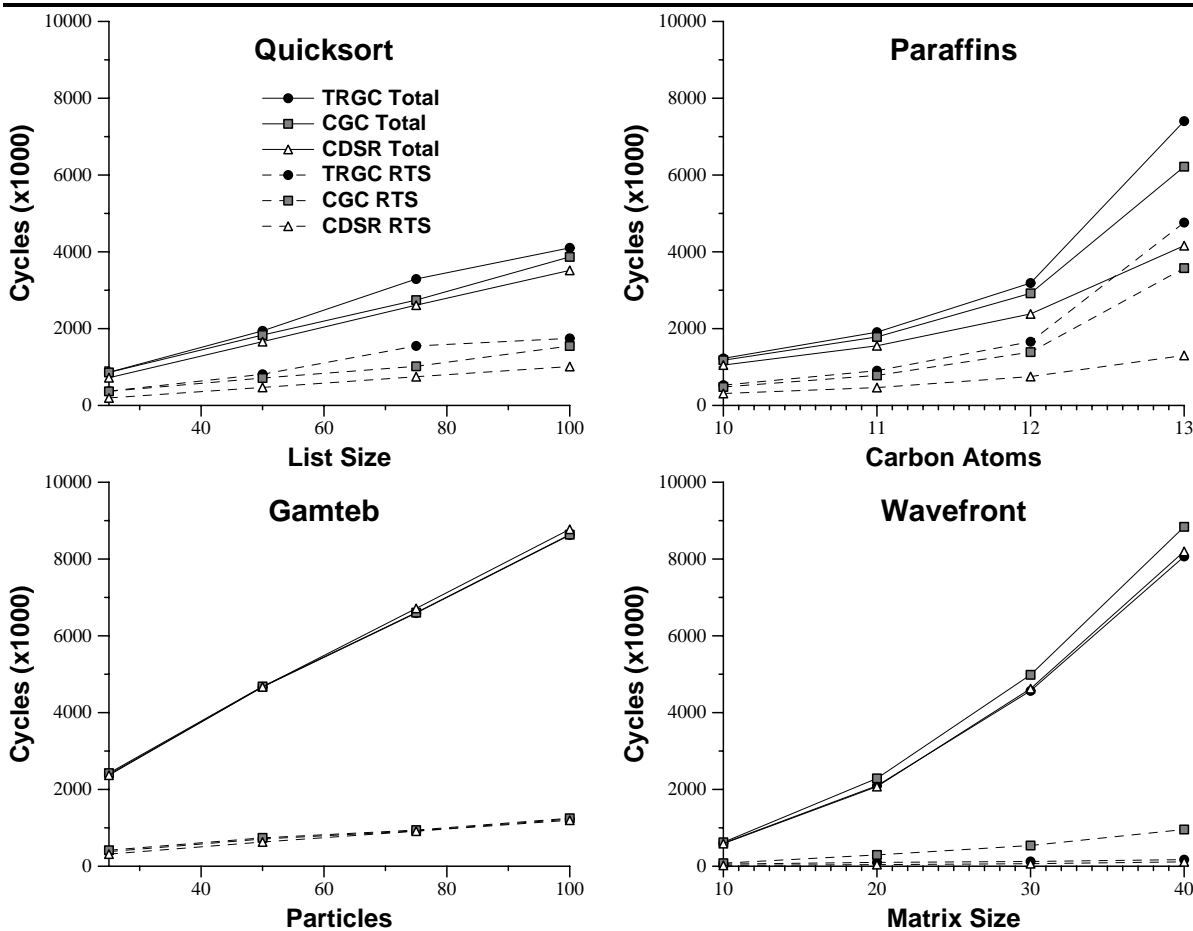 Quicksort
TRGC Total
CGC Total
CDSR Total
TRGC RTS
CGC RTS
CDSR RTS
Cycles (x1000)
10000
8000
6000
4000
2000
0
40 60 80 100
List Size
Paraffins
Cycles (x1000)
10000
8000
6000
4000
2000
0
10 11 12 13
Carbon Atoms
Gamteb
Cycles (x1000)
10000
8000
6000
4000
2000
0
40 60 80 100
Particles
Wavefront
Cycles (x1000)
10000
8000
6000
4000
2000
0
10 20 30 40
Matrix Size